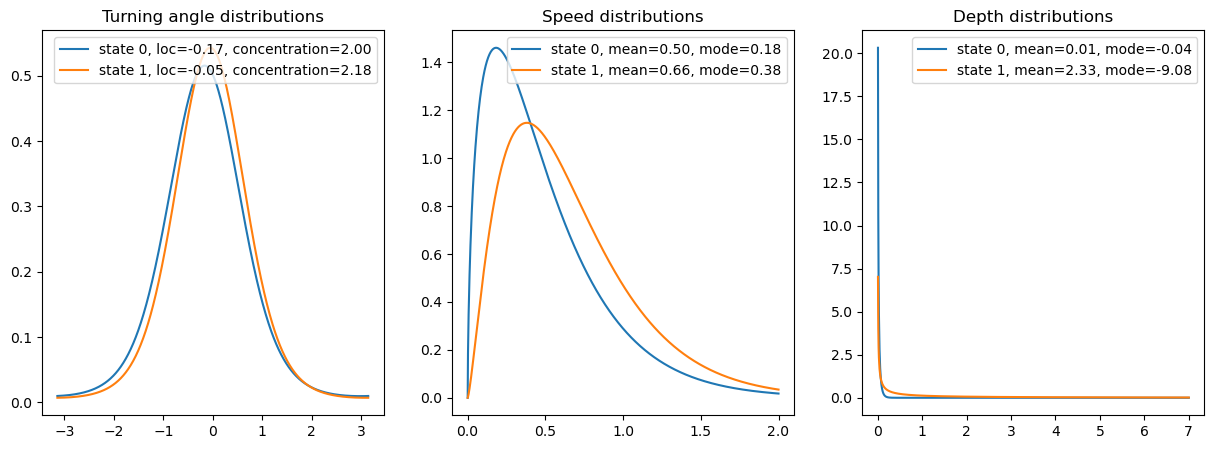 Turning angle distributions
state 0, loc=-0.17, concentration=2.00
state 1, loc=-0.05, concentration=2.18
0.5
0.4
0.3
0.2
0.1
0.0
−3 −2 −1 0 1 2 3
Speed distributions
state 0, mean=0.50, mode=0.18
state 1, mean=0.66, mode=0.38
1.4
1.2
1.0
0.8
0.6
0.4
0.2
0.0
0.0 0.5 1.0 1.5 2.0
Depth distributions
state 0, mean=0.01, mode=-0.04
state 1, mean=2.33, mode=-9.08
20.0
17.5
15.0
12.5
10.0
7.5
5.0
2.5
0.0
0 1 2 3 4 5 6 7